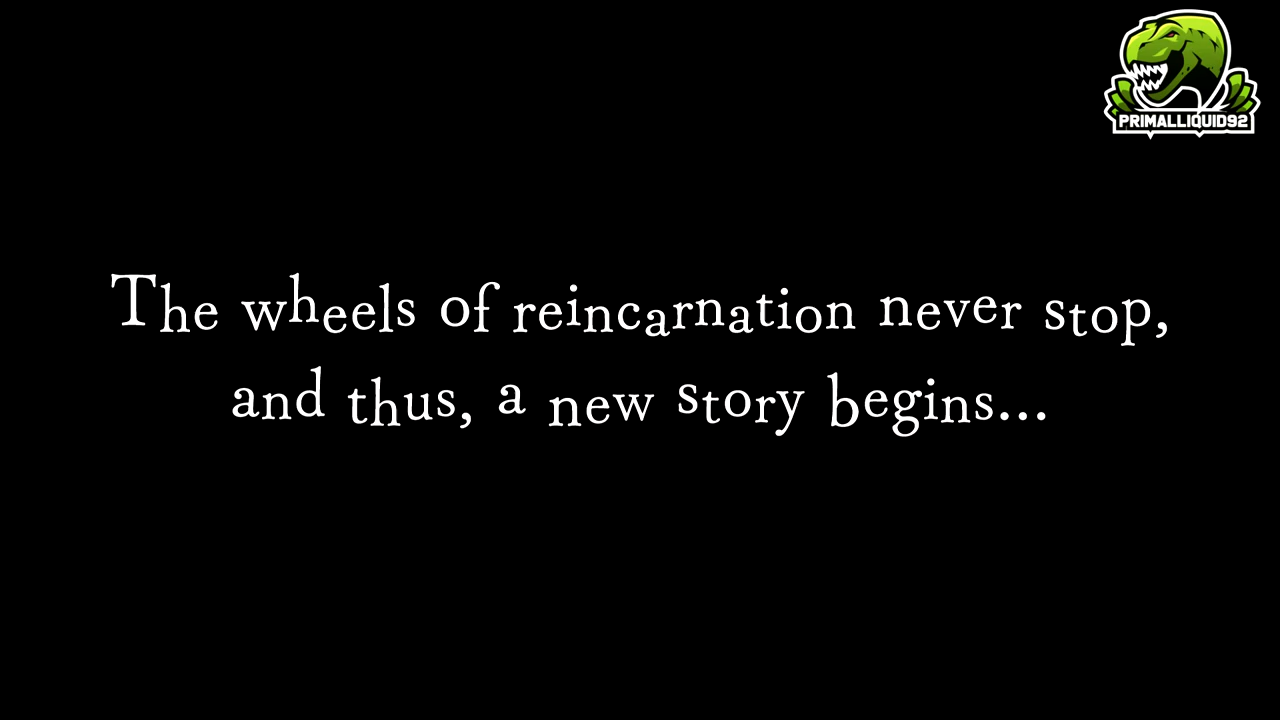 PRIMALLIQUID92
The wheels of reincarnation never stop,
and thus, a new story begins...